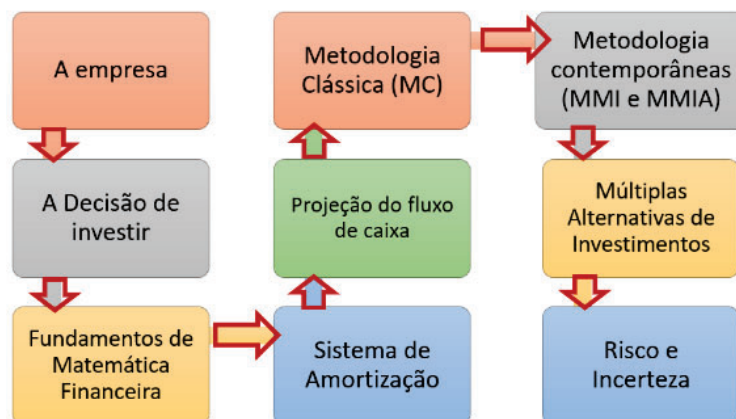 A empresa
A Decisão de
investir
Fundamentos de
Matemática
Financeira
Sistema de
Amortização
Projeção do fluxo
de caixa
Metodologia
Clássica (MC)
Metodologia
contemporâneas
(MMI e MMIA)
Múltiplas
Alternativas de
Investimentos
Risco e
Incerteza